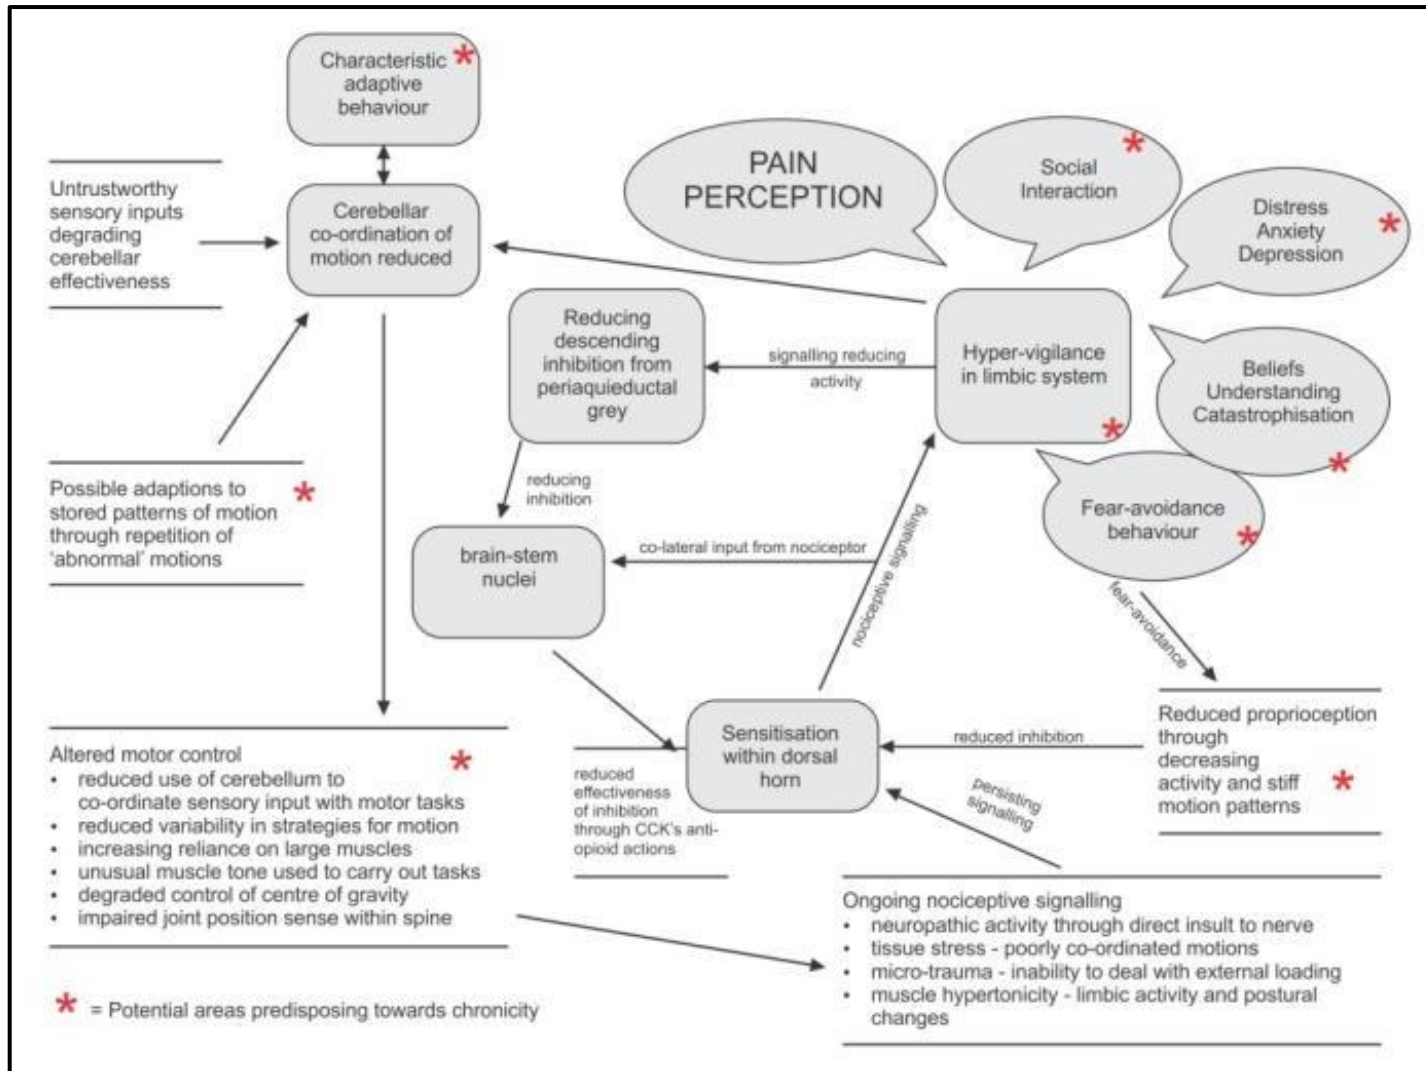 Characteristic
adaptive
behaviour
*
Untrustworthy
sensory inputs
degrading
cerebellar
effectiveness
Cerebellar
co-ordination of
motion reduced
PAIN
PERCEPTION
Social
Interaction
*
Distress
Anxiety
Depression
*
Reducing
descending
inhibition from
periaquieductal
grey
signalling reducing
activity
Hyper-vigilance
in limbic system
*
Beliefs
Understanding
Catastrophisation
*
Possible adaptions to
stored patterns of motion
through repetition of
‘abnormal’ motions
*
reducing
inhibition
Fear-avoidance
behaviour
*
brain-stem
nuclei
co-lateral input from nociceptor
nociceptive signalling
fear-avoidance
Altered motor control
*
• reduced use of cerebellum to
co-ordinate sensory input with motor tasks
• reduced variability in strategies for motion
• increasing reliance on large muscles
• unusual muscle tone used to carry out tasks
• degraded control of centre of gravity
• impaired joint position sense within spine
reduced
effectiveness
of inhibition
through CCK's anti-
opioid actions
Sensitisation
within dorsal
horn
reduced inhibition
Reduced proprioception
through
decreasing
activity and stiff
motion patterns
*
persisting
signalling
Ongoing nociceptive signalling
• neuropathic activity through direct insult to nerve
• tissue stress - poorly co-ordinated motions
• micro-trauma - inability to deal with external loading
• muscle hypertonicity - limbic activity and postural
changes
* = Potential areas predisposing towards chronicity